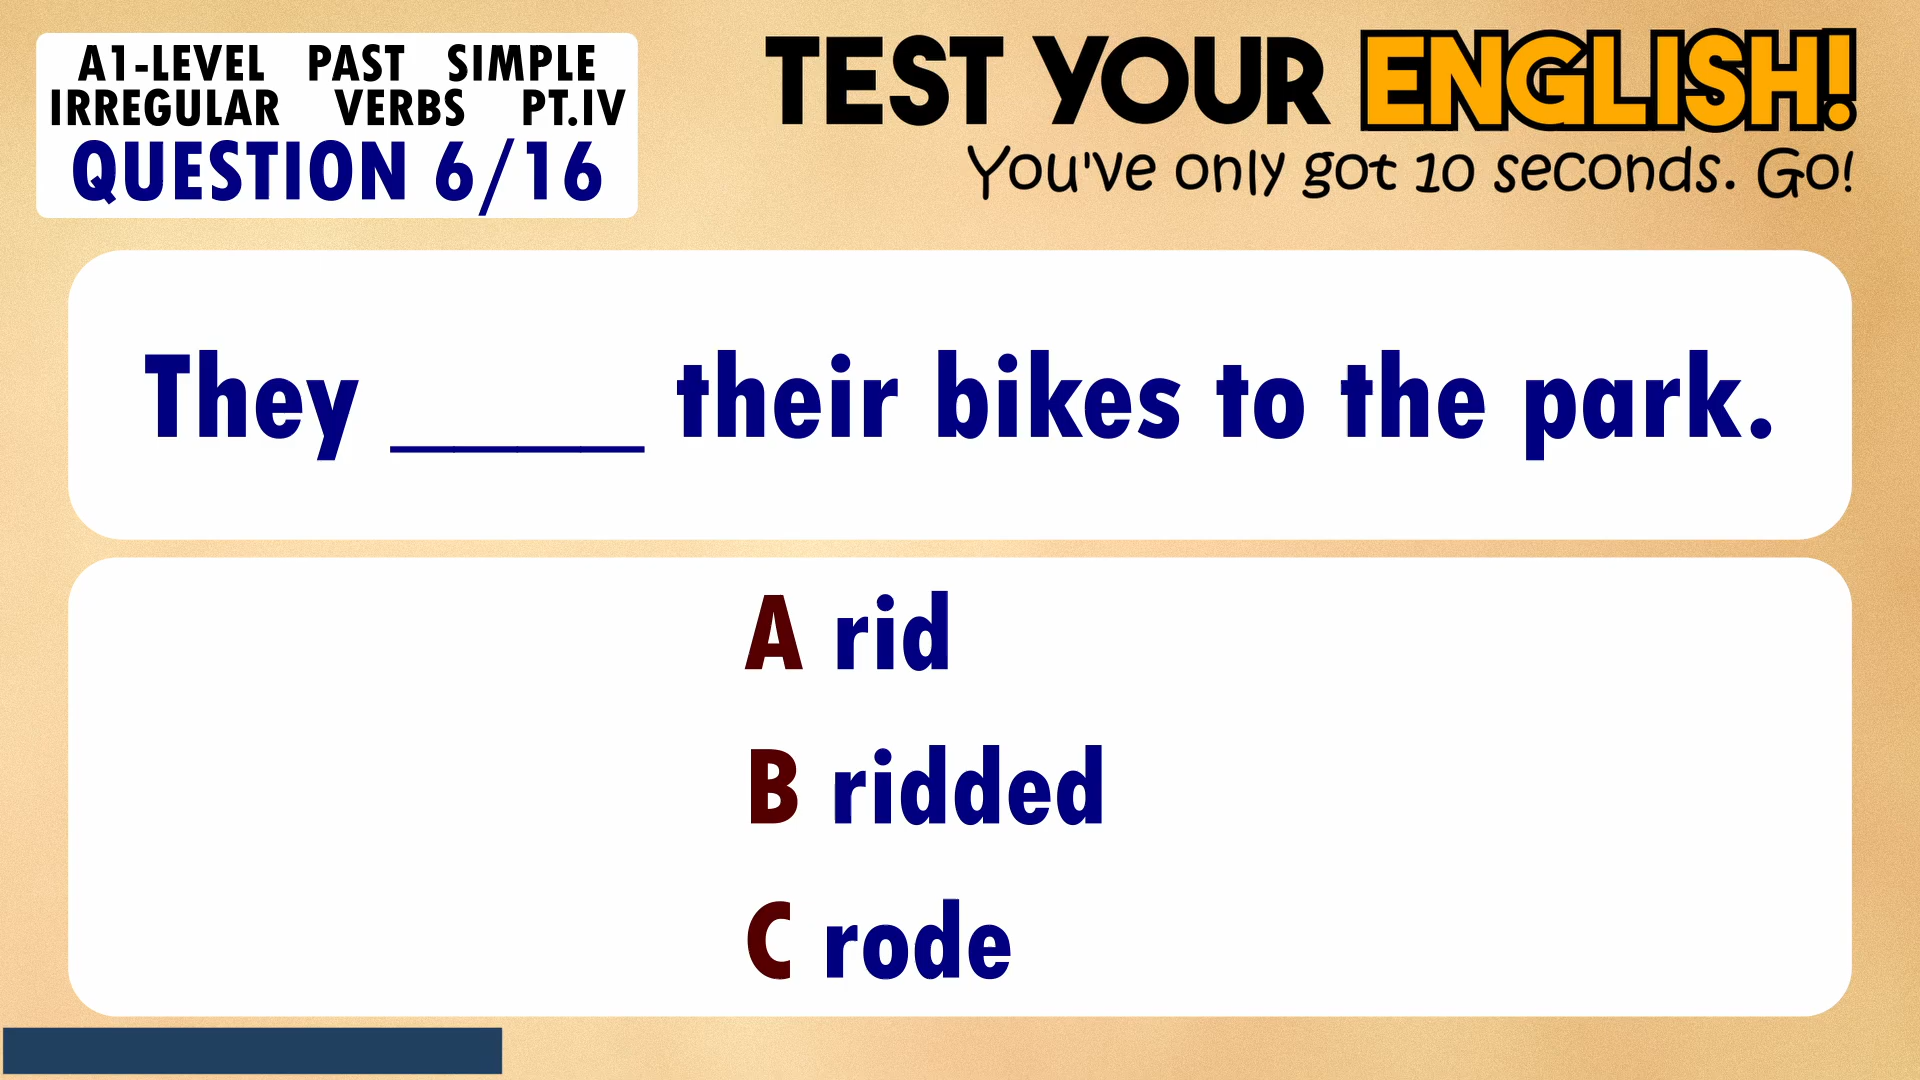 A1-LEVEL PAST SIMPLE
IRREGULAR VERBS PT.IV
QUESTION 6/16
TEST YOUR ENGLISH!
You've only got 10 seconds. Go!
They _____ their bikes to the park.
A rid
B ridded
C rode